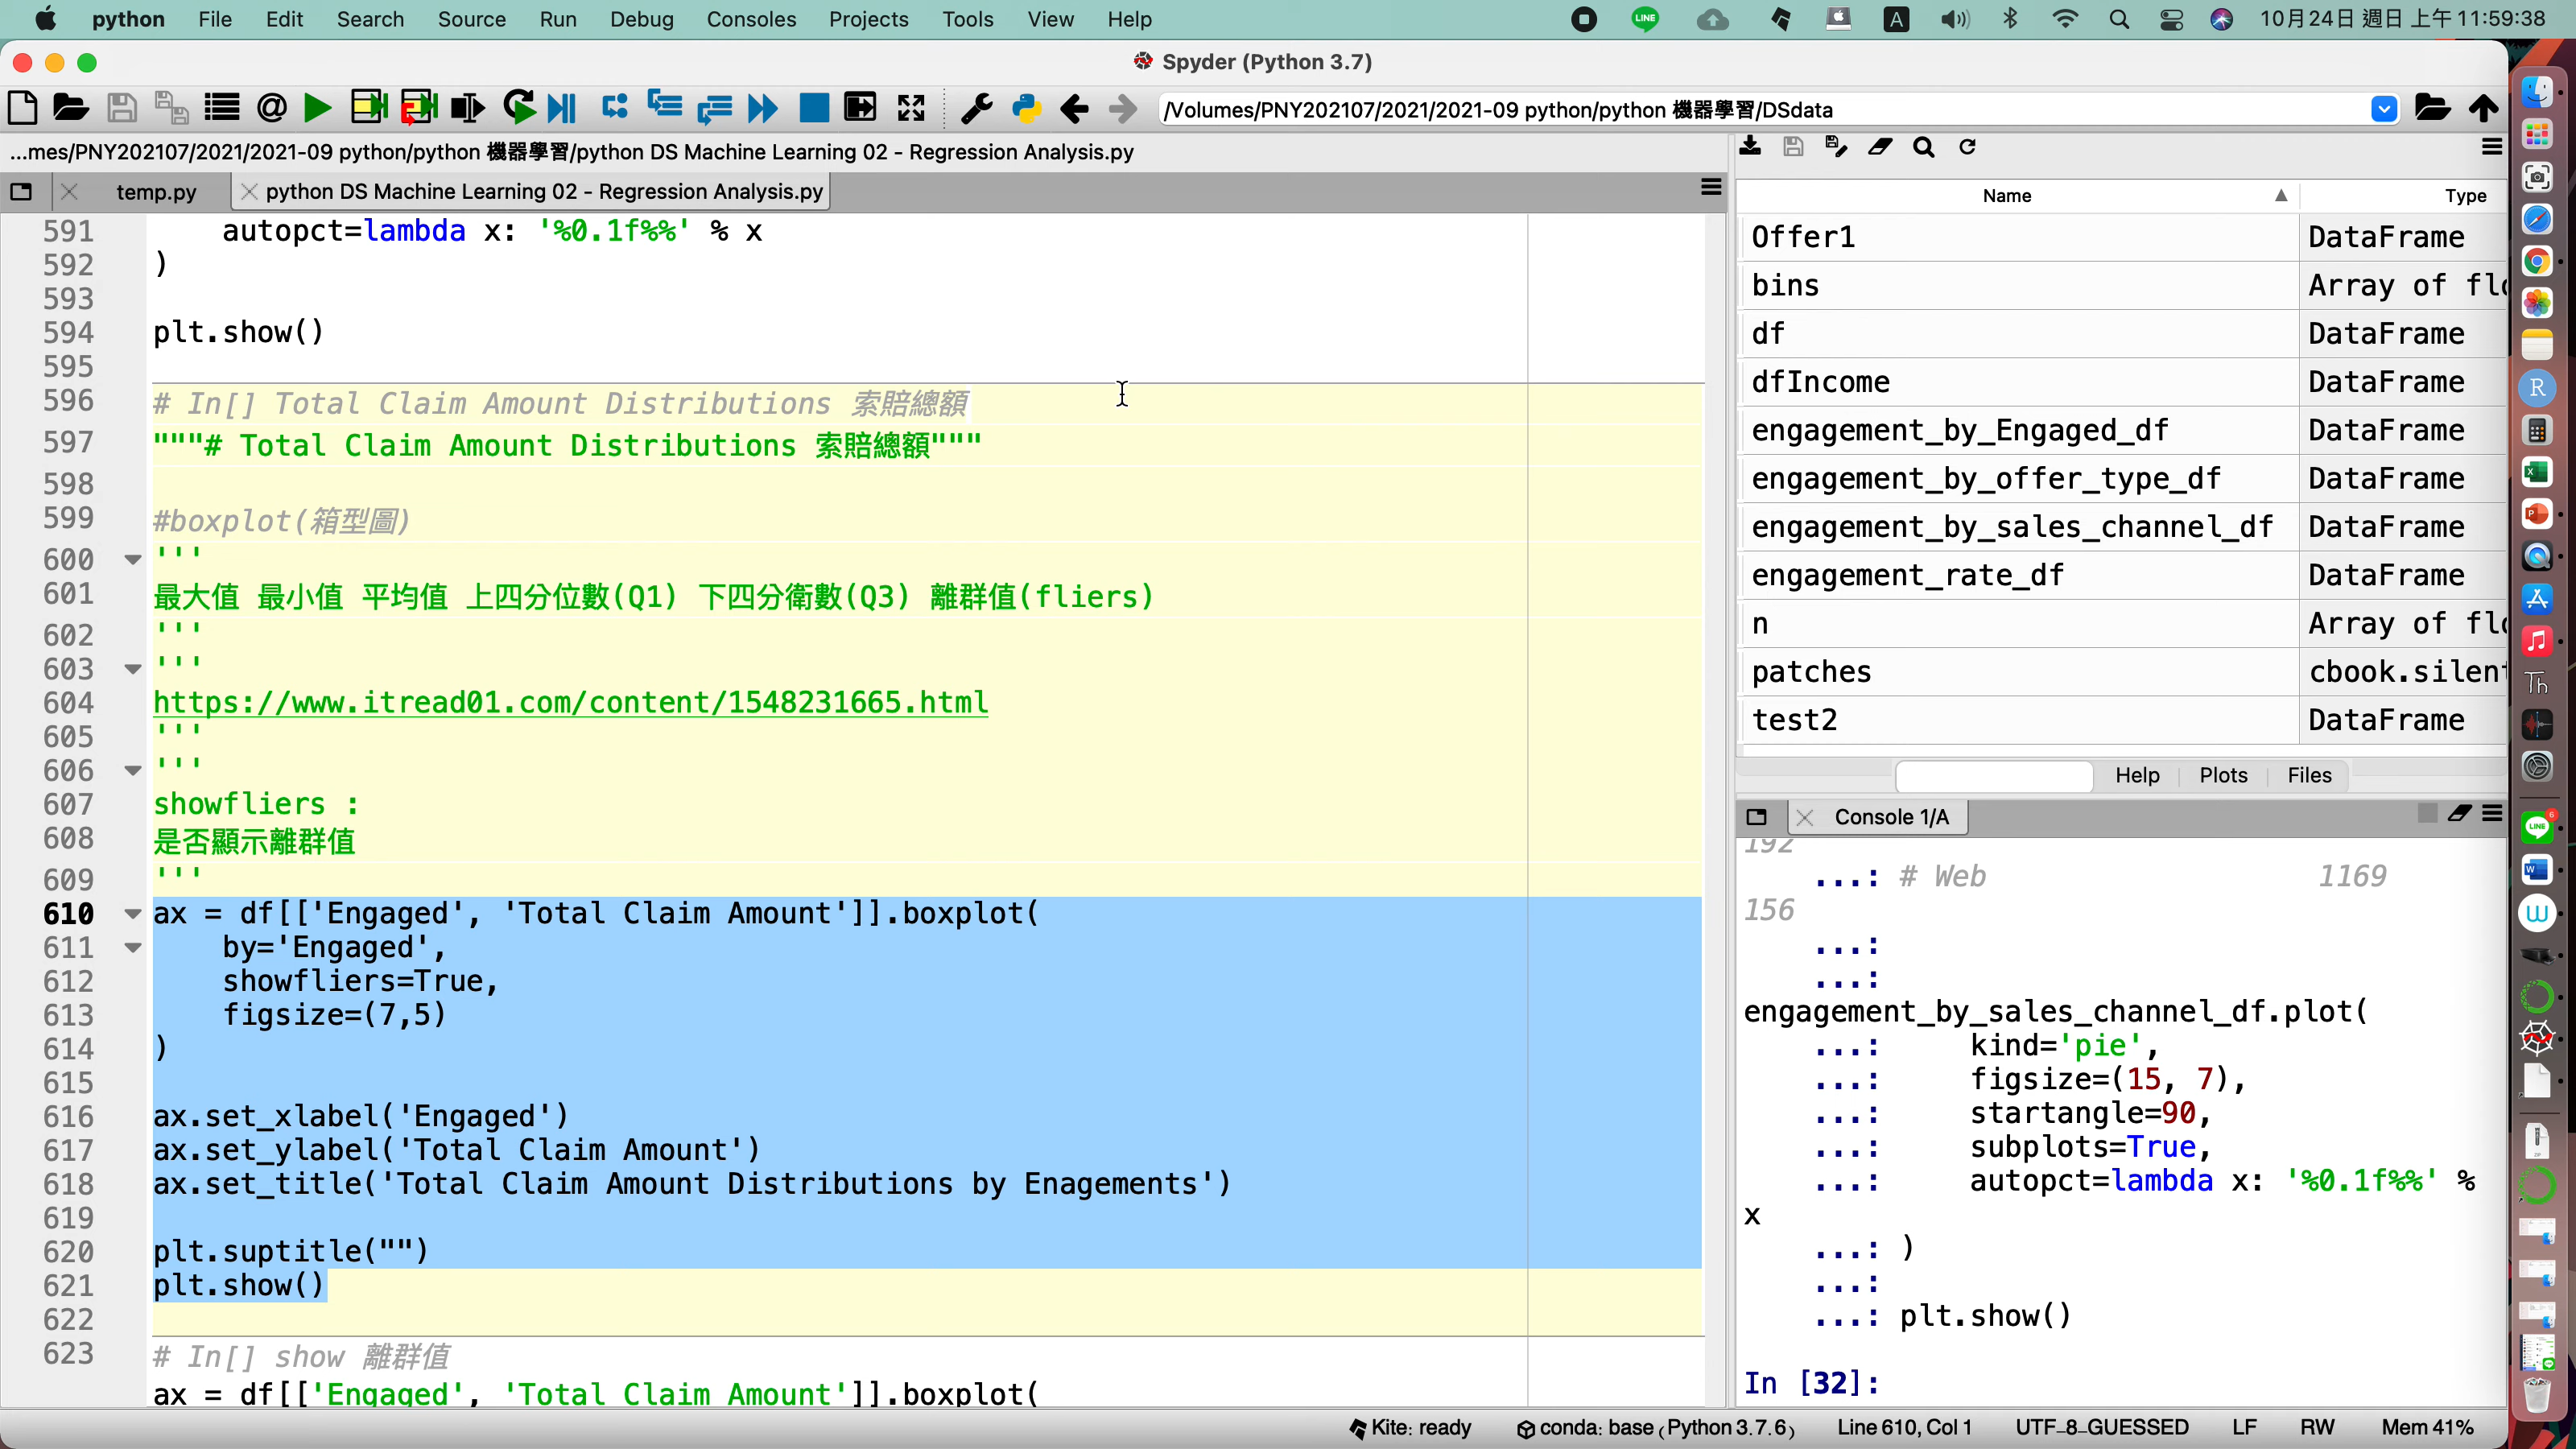 python File Edit Search Source Run Debug Consoles Projects Tools View Help
LINE A 10月24日 週日 上午 11:59:38
Spyder (Python 3.7)
/Volumes/PNY202107/2021/2021-09 python/python 機器學習/DSdata
...mes/PNY202107/2021/2021-09 python/python 機器學習/python DS Machine Learning 02 - Regression Analysis.py
temp.py
python DS Machine Learning 02 - Regression Analysis.py
591 autopct=lambda x: '%0.1f%%' % x
592 )
593
594 plt.show()
595
596 # In[] Total Claim Amount Distributions 索賠總額
597 """# Total Claim Amount Distributions 索賠總額"""
598
599 #boxplot(箱型圖)
600 '''
601 最大值 最小值 平均值 上四分位數(Q1) 下四分衛數(Q3) 離群值(fliers)
602 '''
603 '''
604 https://www.itread01.com/content/1548231665.html
605 '''
606 '''
607 showfliers :
608 是否顯示離群值
609 '''
610 ax = df[['Engaged', 'Total Claim Amount']].boxplot(
611 by='Engaged',
612 showfliers=True,
613 figsize=(7,5)
614 )
615
616 ax.set_xlabel('Engaged')
617 ax.set_ylabel('Total Claim Amount')
618 ax.set_title('Total Claim Amount Distributions by Enagements')
619
620 plt.suptitle("")
621 plt.show()
622
623 # In[] show 離群值
ax = df[['Engaged', 'Total Claim Amount']].boxplot(
Name Type
Offer1 DataFrame
bins Array of flo
df DataFrame
dfIncome DataFrame
engagement_by_Engaged_df DataFrame
engagement_by_offer_type_df DataFrame
engagement_by_sales_channel_df DataFrame
engagement_rate_df DataFrame
n Array of flo
patches cbook.silent
test2 DataFrame
Help Plots Files
Console 1/A
192
...: # Web 1169
156
...:
...:
engagement_by_sales_channel_df.plot(
...: kind='pie',
...: figsize=(15, 7),
...: startangle=90,
...: subplots=True,
...: autopct=lambda x: '%0.1f%%' %
x
...: )
...:
...: plt.show()
In [32]:
Kite: ready conda: base (Python 3.7.6) Line 610, Col 1 UTF-8-GUESSED LF RW Mem 41%